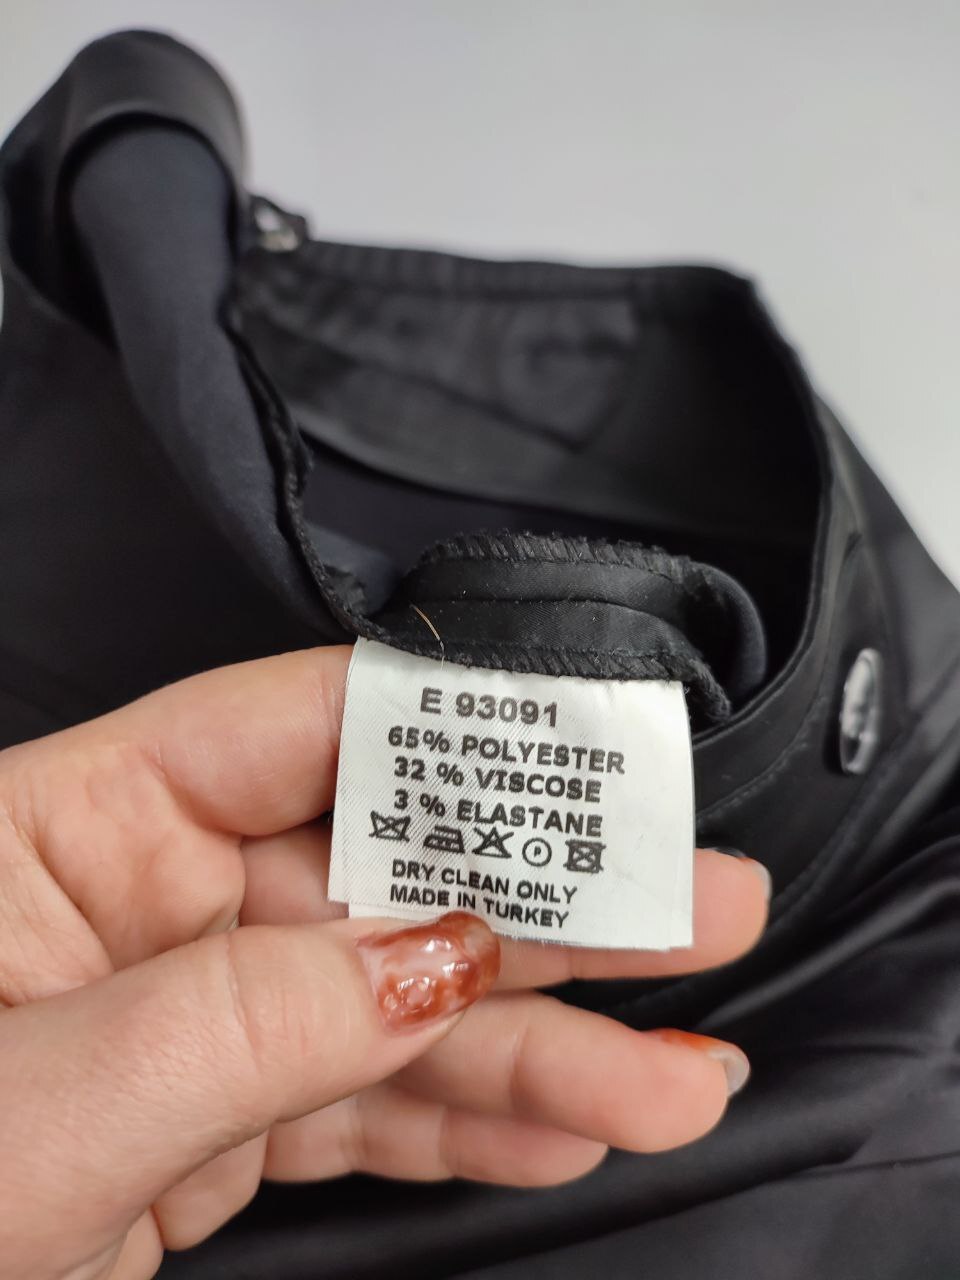 E 93091
65% POLYESTER
32 % VISCOSE
3 % ELASTANE
P
DRY CLEAN ONLY
MADE IN TURKEY